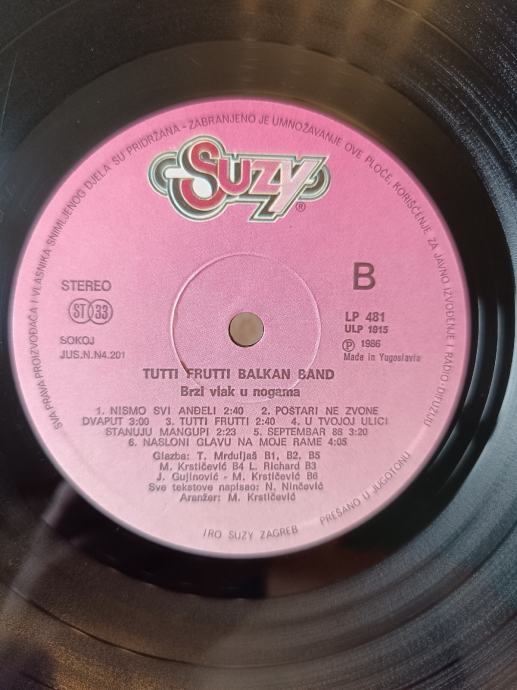 SVA PRAVA PROIZVOĐAČA I VLASNIKA SNIMLJENOG DJELA SU PRIDRŽANA - ZABRANJENO JE UMNOŽAVANJE OVE PLOČE, KORIŠĆENJE ZA JAVNO IZVOĐENJE I RADIO DIFUZIJU
SUZY ®
STEREO
ST 33
SOKOJ
JUS.N.N4.201
B
LP 481
ULP 1915
Ⓟ 1986
Made in Yugoslavia
TUTTI FRUTTI BALKAN BAND
Brzi vlak u nogama
1. NISMO SVI ANĐELI 2:40 2. POŠTARI NE ZVONE
DVAPUT 3:00 3. TUTTI FRUTTI 2:40 4. U TVOJOJ ULICI
STANUJU MANGUPI 2:23 5. SEPTEMBAR 88 3:20
6. NASLONI GLAVU NA MOJE RAME 4:05
Glazba: T. Mrduljaš B1, B2, B5
M. Krstičević B4 L. Richard B3
J. Gujinović - M. Krstičević B6
Sve tekstove napisao: N. Ninčević
Aranžer: M. Krstičević
IRO SUZY ZAGREB PREŠANO U JUGOTONU